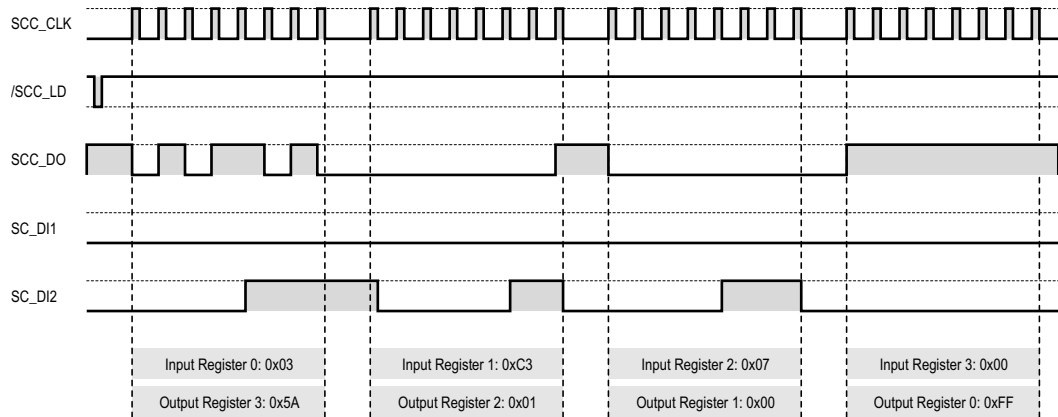 SCC_CLK
/SCC_LD
SCC_DO
SC_DI1
SC_DI2
Input Register 0: 0x03
Input Register 1: 0xC3
Input Register 2: 0x07
Input Register 3: 0x00
Output Register 3: 0x5A
Output Register 2: 0x01
Output Register 1: 0x00
Output Register 0: 0xFF